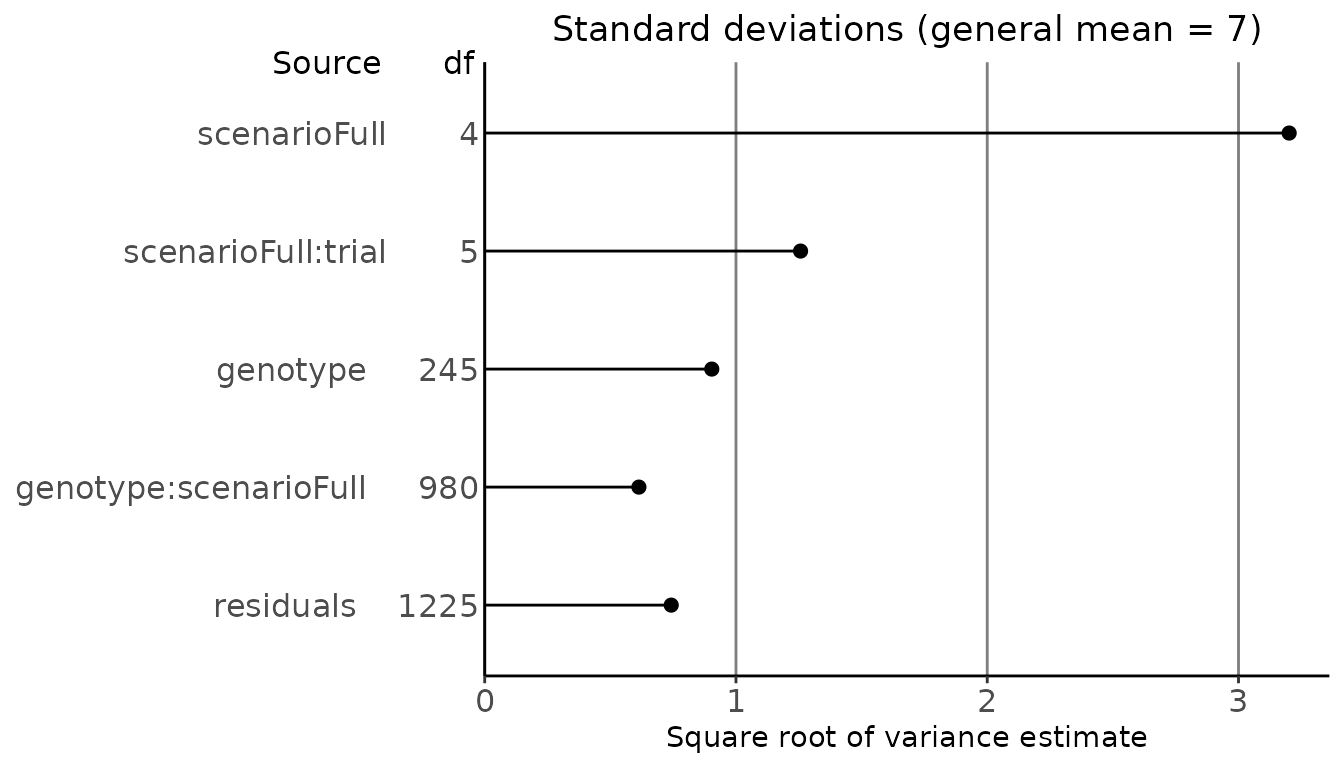 Standard deviations (general mean = 7)
Source df
scenarioFull 4
scenarioFull:trial 5
genotype 245
genotype:scenarioFull 980
residuals 1225
0 1 2 3
Square root of variance estimate